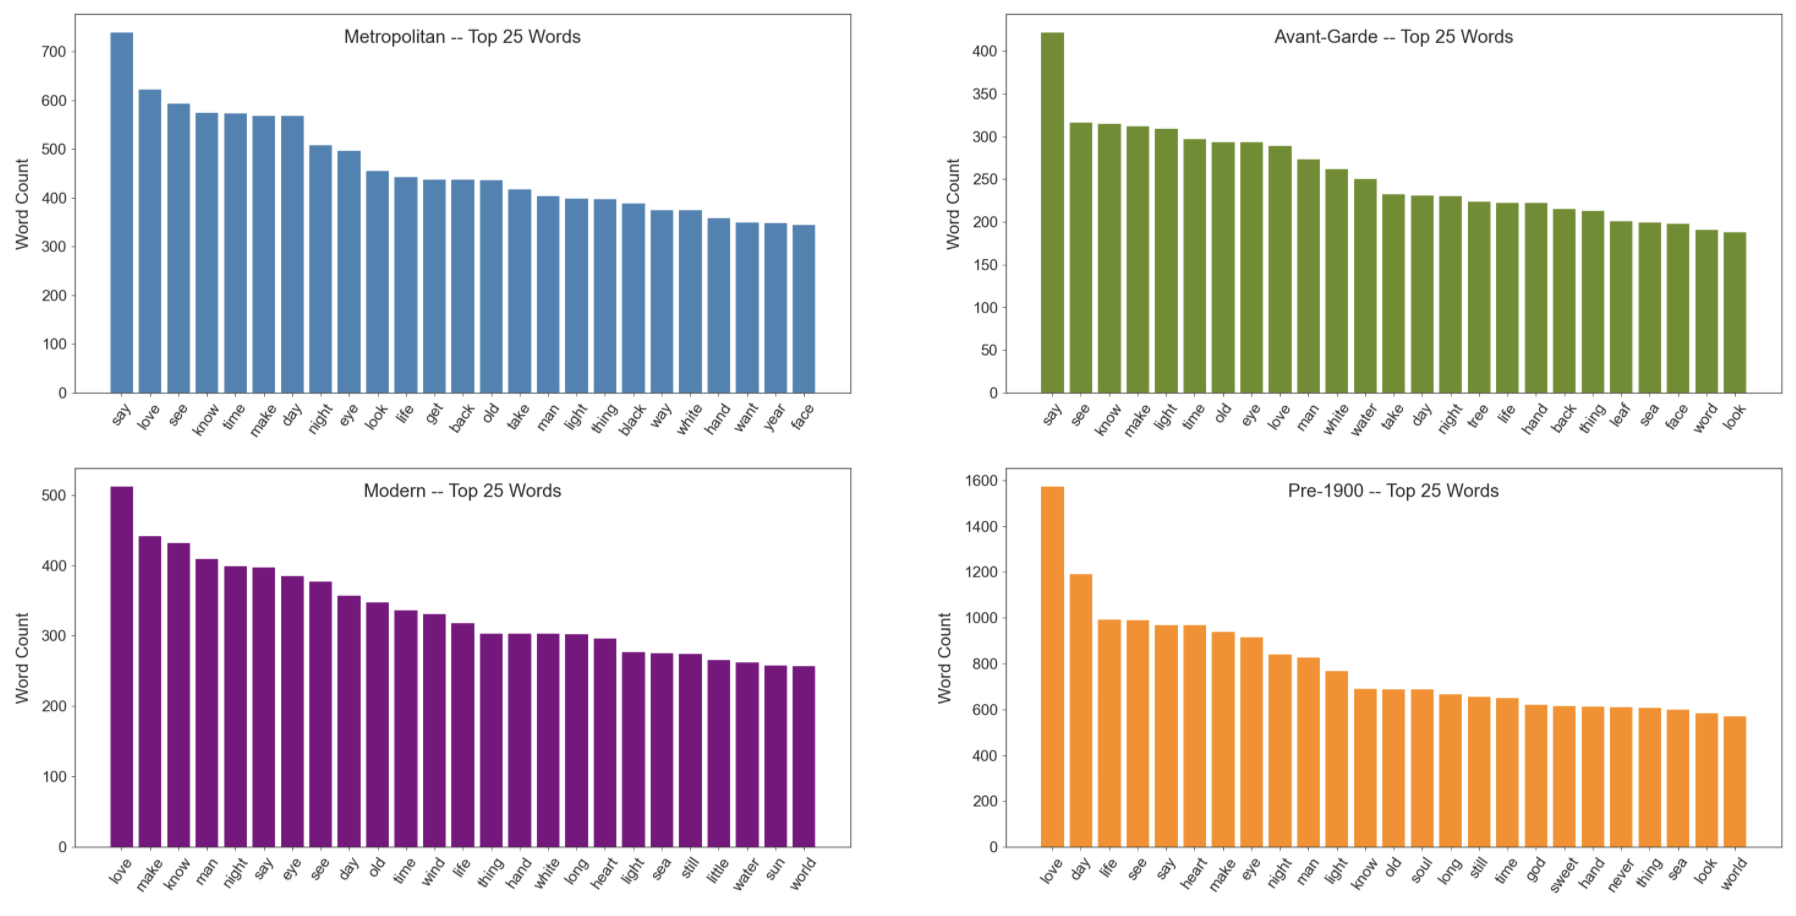 Metropolitan -- Top 25 Words
Word Count
700
600
500
400
300
200
100
0
say love see know time make day night eye look life get back old take man light thing black way white hand want year face
Avant-Garde -- Top 25 Words
Word Count
400
350
300
250
200
150
100
50
0
say see know make light time old eye love man white water take day night tree life hand back thing leaf sea face word look
Modern -- Top 25 Words
Word Count
500
400
300
200
100
0
love make know man night say eye see day old time wind life thing hand white long heart light sea still little water sun world
Pre-1900 -- Top 25 Words
Word Count
1600
1400
1200
1000
800
600
400
200
0
love day life see say heart make eye night man light know old soul long still time god sweet hand never thing sea look world